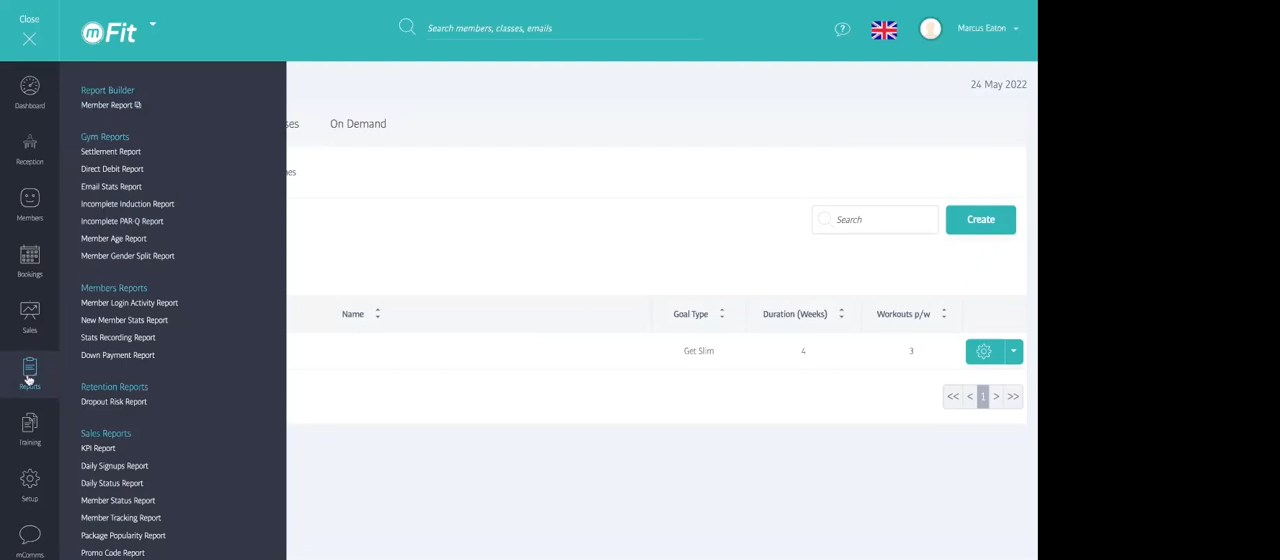 Close
mFit
Search members, classes, emails
Marcus Eaton
Dashboard
Reception
Members
Bookings
Sales
Reports
Training
Setup
mComms
Report Builder
Member Report
Gym Reports
Settlement Report
Direct Debit Report
Email Stats Report
Incomplete Induction Report
Incomplete PAR-Q Report
Member Age Report
Member Gender Split Report
Members Reports
Member Login Activity Report
New Member Stats Report
Stats Recording Report
Down Payment Report
Retention Reports
Dropout Risk Report
Sales Reports
KPI Report
Daily Signups Report
Daily Status Report
Member Status Report
Member Tracking Report
Package Popularity Report
Promo Code Report
24 May 2022
ses On Demand
nes
Search Create
Name Goal Type Duration (Weeks) Workouts p/w
Get Slim 4 3
<< < 1 > >>